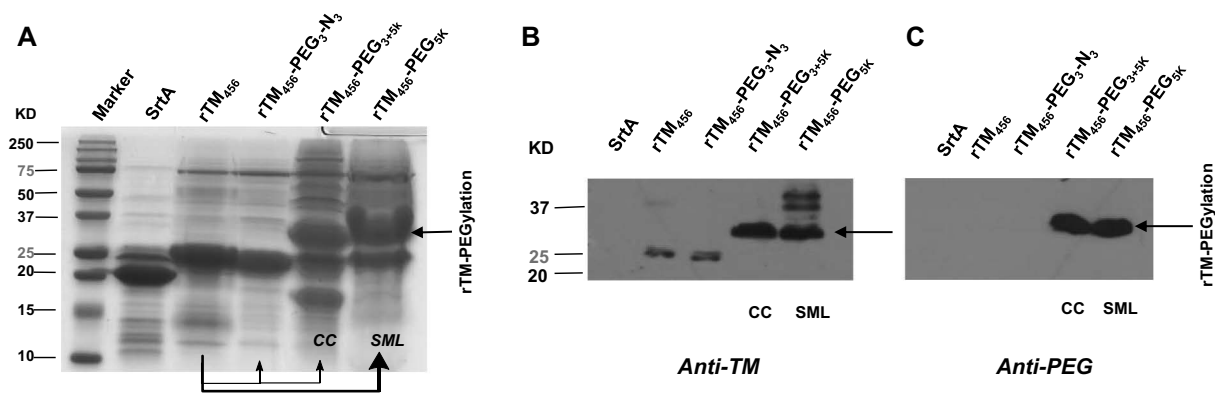 A
KD
Marker
SrtA
rTM456
rTM456-PEG3-N3
rTM456-PEG3+5K
rTM456-PEG5K
250
75
50
37
25
20
15
10
CC
SML
rTM-PEGylation
B
KD
SrtA
rTM456
rTM456-PEG3-N3
rTM456-PEG3+5K
rTM456-PEG5K
37
25
20
CC SML
Anti-TM
C
SrtA
rTM456
rTM456-PEG3-N3
rTM456-PEG3+5K
rTM456-PEG5K
CC SML
Anti-PEG
rTM-PEGylation